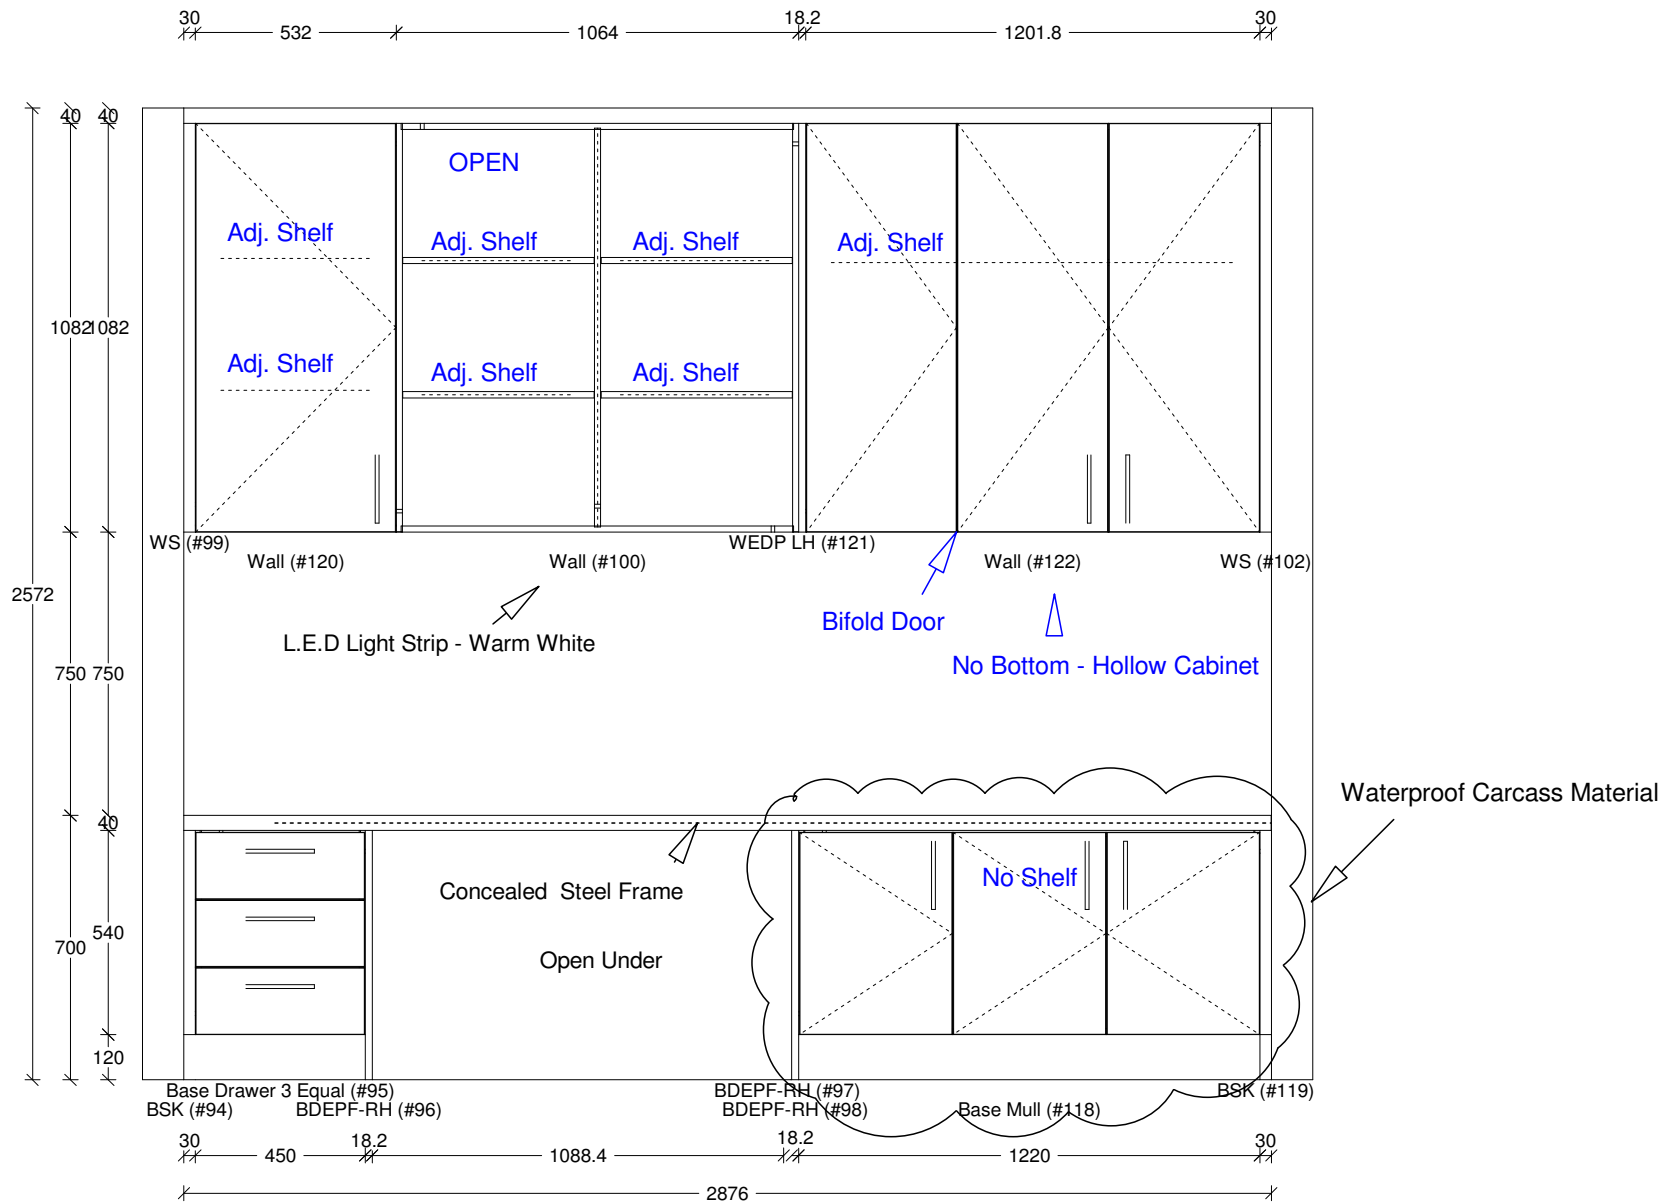 30
532
1064
18.2
1201.8
30
40
40
OPEN
Adj. Shelf
Adj. Shelf
Adj. Shelf
Adj. Shelf
1082
1082
Adj. Shelf
Adj. Shelf
Adj. Shelf
WS (#99)
WEDP LH (#121)
Wall (#120)
Wall (#100)
Wall (#122)
WS (#102)
2572
Bifold Door
L.E.D Light Strip - Warm White
750
750
No Bottom - Hollow Cabinet
Waterproof Carcass Material
40
No Shelf
Concealed Steel Frame
540
700
Open Under
120
Base Drawer 3 Equal (#95)
BDEPF-RH (#97)
BSK (#119)
BSK (#94)
BDEPF-RH (#96)
BDEPF-RH (#98)
Base Mull (#118)
30
18.2
18.2
30
450
1088.4
1220
2876